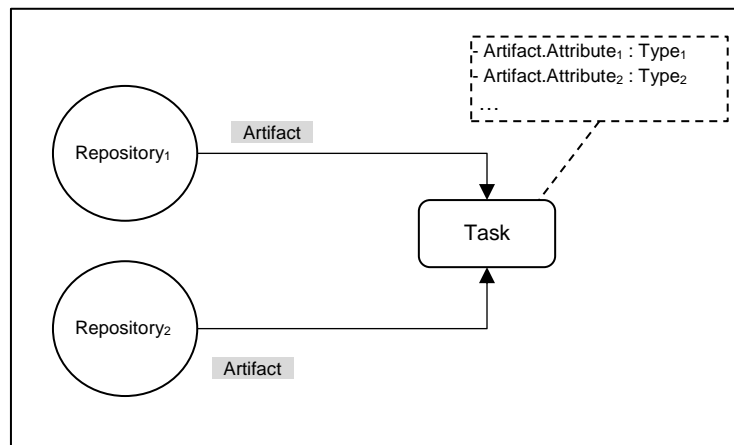 - Artifact.Attribute₁ : Type₁
- Artifact.Attribute₂ : Type₂
...
Artifact
Repository₁
Task
Repository₂
Artifact